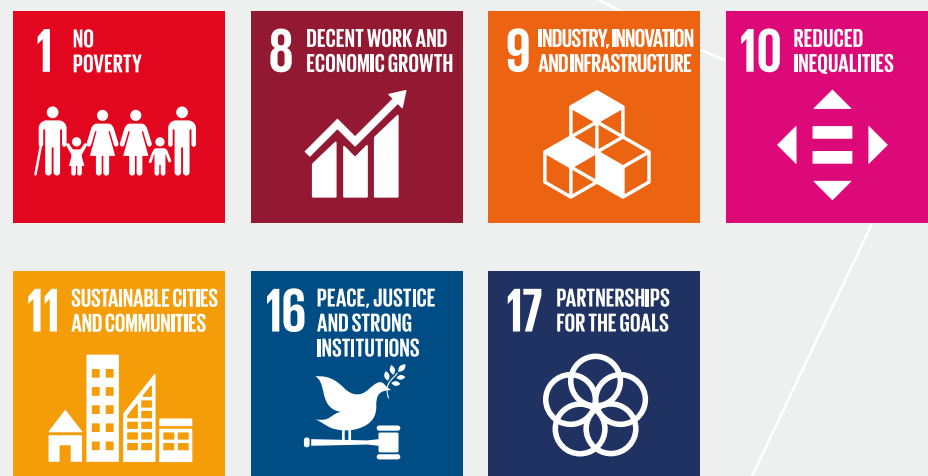 1 NO
POVERTY
8 DECENT WORK AND
ECONOMIC GROWTH
9 INDUSTRY, INNOVATION
AND INFRASTRUCTURE
10 REDUCED
INEQUALITIES
11 SUSTAINABLE CITIES
AND COMMUNITIES
16 PEACE, JUSTICE
AND STRONG
INSTITUTIONS
17 PARTNERSHIPS
FOR THE GOALS